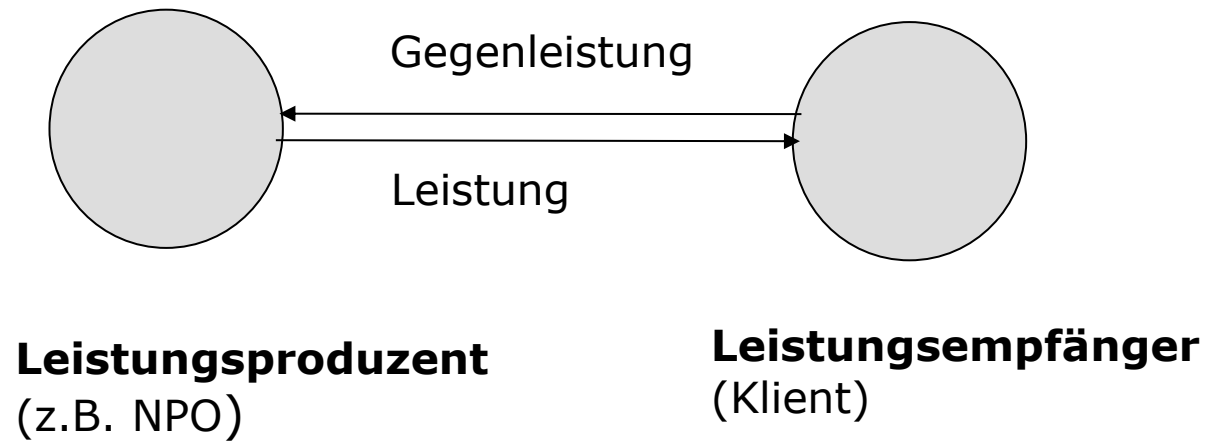 Gegenleistung
Leistung
Leistungsproduzent
(z.B. NPO)
Leistungsempfänger
(Klient)